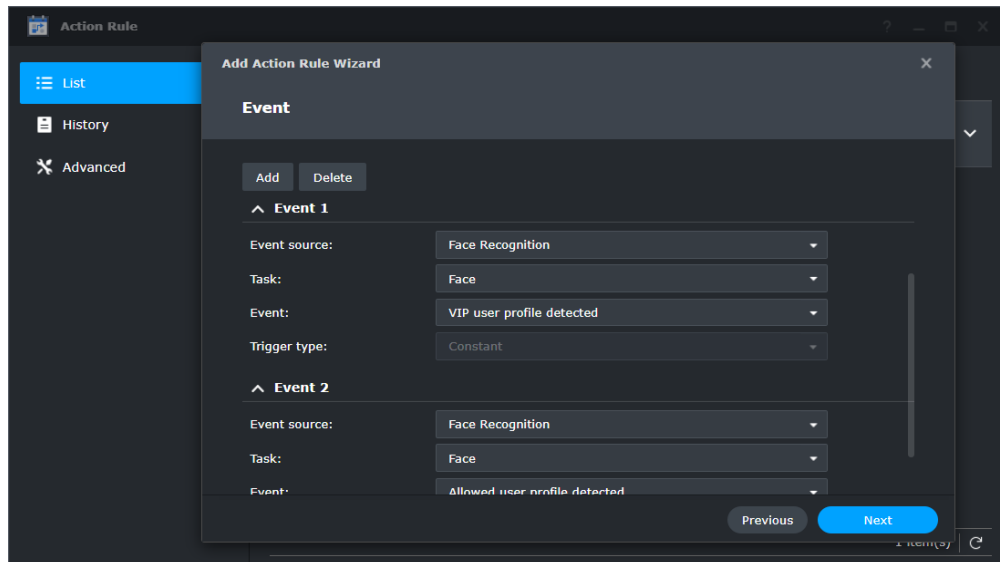 Action Rule
Add Action Rule Wizard
List
Event
History
Advanced
Add Delete
Event 1
Event source: Face Recognition
Task: Face
Event: VIP user profile detected
Trigger type: Constant
Event 2
Event source: Face Recognition
Task: Face
Event: Allowed user profile detected
Previous Next
1 item(s)